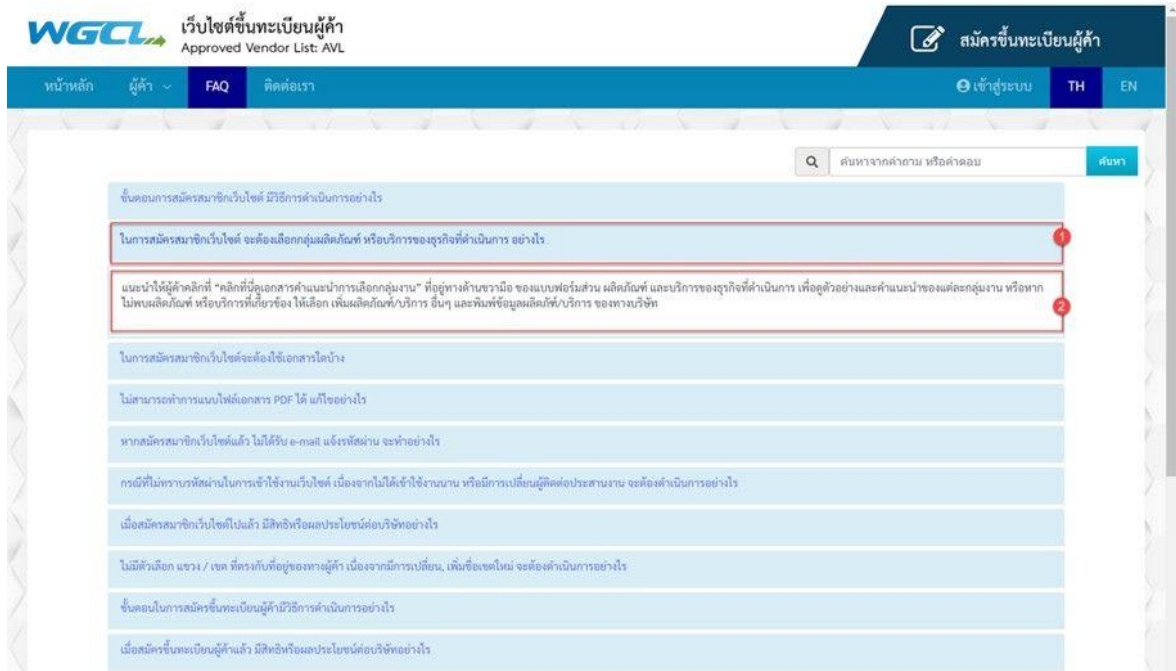 WGCL
เว็บไซต์ขึ้นทะเบียนผู้ค้า
Approved Vendor List: AVL
สมัครขึ้นทะเบียนผู้ค้า
หน้าหลัก ผู้ค้า FAQ ติดต่อเรา เข้าสู่ระบบ TH EN
ค้นหาจากคำถาม หรือคำตอบ ค้นหา
ขั้นตอนการสมัครสมาชิกเว็บไซต์ มีวิธีการดำเนินการอย่างไร
ในการสมัครสมาชิกเว็บไซต์ จะต้องเลือกกลุ่มผลิตภัณฑ์ หรือบริการของธุรกิจที่ดำเนินการ อย่างไร
1
แนะนำให้ผู้ค้าคลิกที่ "คลิกที่นี่ดูเอกสารคำแนะนำการเลือกกลุ่มงาน" ที่อยู่ทางด้านขวามือ ของแบบฟอร์มส่วน ผลิตภัณฑ์ และบริการของธุรกิจที่ดำเนินการ เพื่อดูตัวอย่างและคำแนะนำของแต่ละกลุ่มงาน หรือหาก
ไม่พบผลิตภัณฑ์ หรือบริการที่เกี่ยวข้อง ให้เลือก เพิ่มผลิตภัณฑ์/บริการ อื่นๆ และพิมพ์ข้อมูลผลิตภัฑ์/บริการ ของทางบริษัท
2
ในการสมัครสมาชิกเว็บไซต์จะต้องใช้เอกสารใดบ้าง
ไม่สามารถทำการแนบไฟล์เอกสาร PDF ได้ แก้ไขอย่างไร
หากสมัครสมาชิกเว็บไซต์แล้ว ไม่ได้รับ e-mail แจ้งรหัสผ่าน จะทำอย่างไร
กรณีที่ไม่ทราบรหัสผ่านในการเข้าใช้งานเว็บไซต์ เนื่องจากไม่ได้เข้าใช้งานนาน หรือมีการเปลี่ยนผู้ติดต่อประสานงาน จะต้องดำเนินการอย่างไร
เมื่อสมัครสมาชิกเว็บไซต์ไปแล้ว มีสิทธิหรือผลประโยชน์ต่อบริษัทอย่างไร
ไม่มีตัวเลือก แขวง / เขต ที่ตรงกับที่อยู่ของทางผู้ค้า เนื่องจากมีการเปลี่ยน, เพิ่มชื่อเขตใหม่ จะต้องดำเนินการอย่างไร
ขั้นตอนในการสมัครขึ้นทะเบียนผู้ค้ามีวิธีการดำเนินการอย่างไร
เมื่อสมัครขึ้นทะเบียนผู้ค้าแล้ว มีสิทธิหรือผลประโยชน์ต่อบริษัทอย่างไร